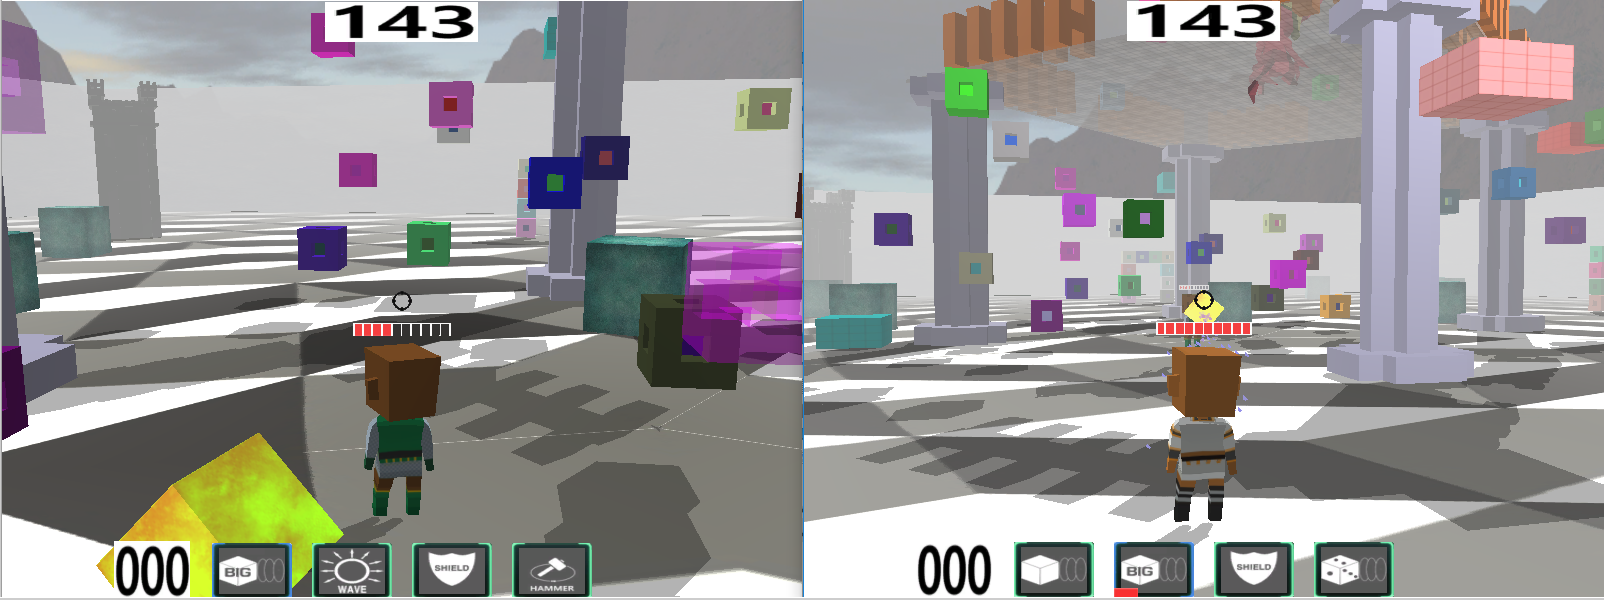 143
143
000 BIG WAVE SHIELD HAMMER
000 BIG SHIELD